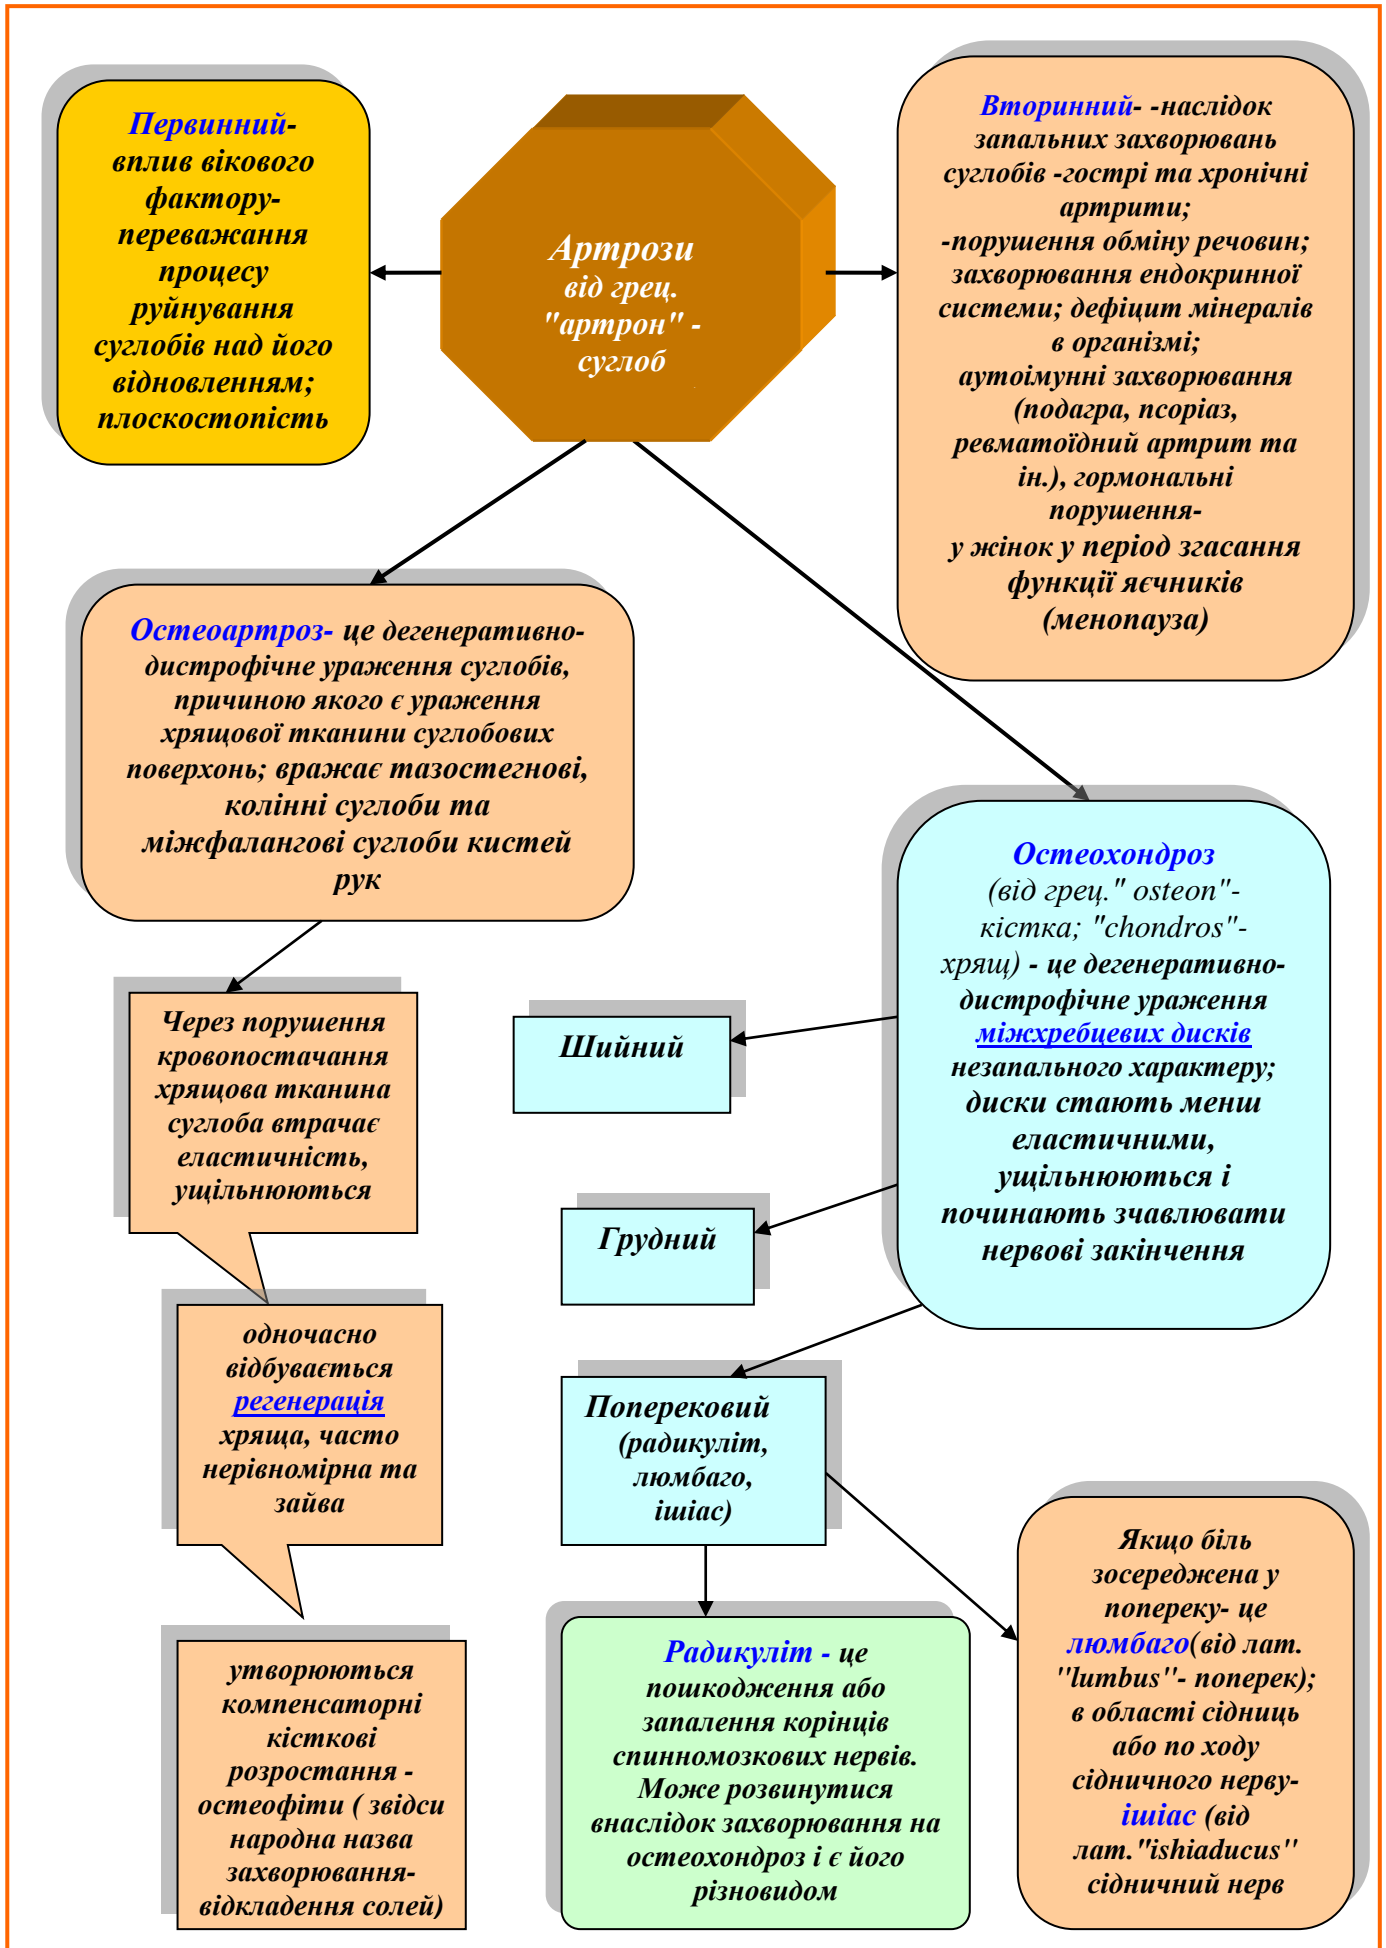 Первинний-
вплив вікового
фактору-
переважання
процесу
руйнування
суглобів над його
відновленням;
плоскостопість
Артрози
від грец.
"артрон" -
суглоб
Вторинний- -наслідок
запальних захворювань
суглобів -гострі та хронічні
артрити;
-порушення обміну речовин;
захворювання ендокринної
системи; дефіцит мінералів
в організмі;
аутоімунні захворювання
(подагра, псоріаз,
ревматоїдний артрит та
ін.), гормональні
порушення-
у жінок у період згасання
функції яєчників
(менопауза)
Остеоартроз- це дегенеративно-
дистрофічне ураження суглобів,
причиною якого є ураження
хрящової тканини суглобових
поверхонь; вражає тазостегнові,
колінні суглоби та
міжфалангові суглоби кистей
рук
Остеохондроз
(від грец." osteon"-
кістка; "chondros"-
хрящ) - це дегенеративно-
дистрофічне ураження
міжхребцевих дисків
незапального характеру;
диски стають менш
еластичними,
ущільнюються і
починають зчавлювати
нервові закінчення
Через порушення
кровопостачання
хрящова тканина
суглоба втрачає
еластичність,
ущільнюються
Шийний
Грудний
одночасно
відбувається
регенерація
хряща, часто
нерівномірна та
зайва
Поперековий
(радикуліт,
люмбаго,
ішіас)
утворюються
компенсаторні
кісткові
розростання -
остеофіти ( звідси
народна назва
захворювання-
відкладення солей)
Радикуліт - це
пошкодження або
запалення корінців
спинномозкових нервів.
Може розвинутися
внаслідок захворювання на
остеохондроз і є його
різновидом
Якщо біль
зосереджена у
попереку- це
люмбаго(від лат.
"lumbus"- поперек);
в області сідниць
або по ходу
сідничного нерву-
ішіас (від
лат."ishiaducus"
сідничний нерв